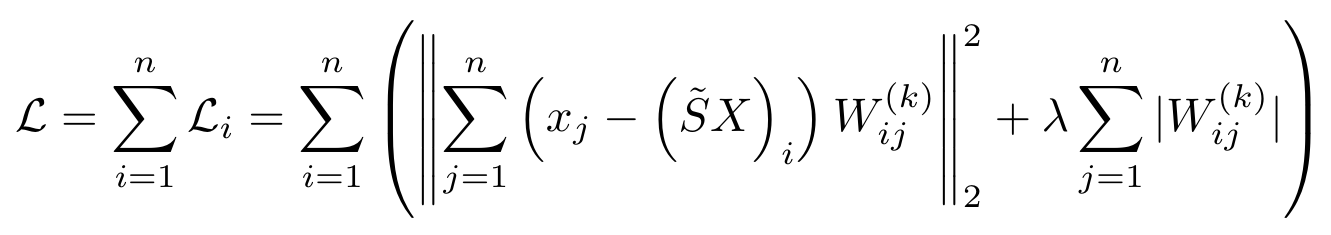 $$\mathcal{L} = \sum_{i=1}^{n} \mathcal{L}_i = \sum_{i=1}^{n} \left( \left\| \sum_{j=1}^{n} \left( x_j - \left( \tilde{S} X \right)_i \right) W_{ij}^{(k)} \right\|_2^2 + \lambda \sum_{j=1}^{n} |W_{ij}^{(k)}| \right)$$